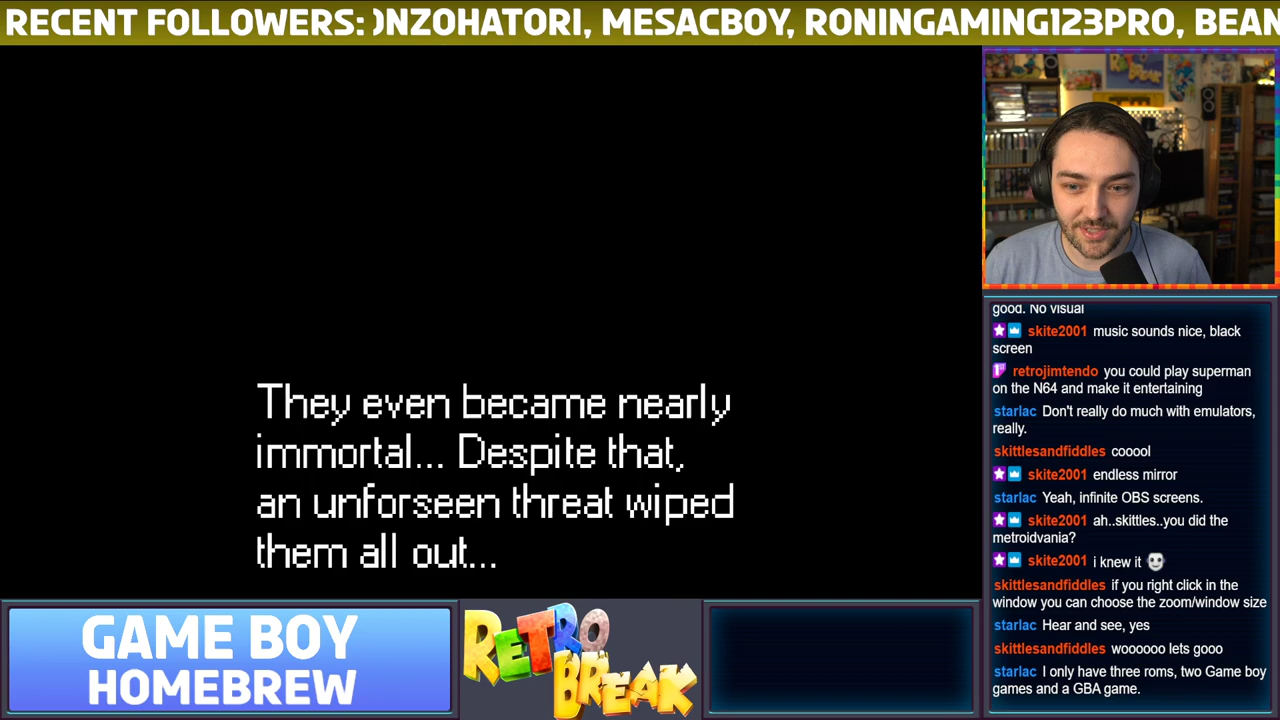 RECENT FOLLOWERS: ONZOHATORI, MESACBOY, RONINGAMING123PRO, BEAN
They even became nearly
immortal... Despite that,
an unforseen threat wiped
them all out...
good. No visual
skite2001 music sounds nice, black
screen
retrojimtendo you could play superman
on the N64 and make it entertaining
starlac Don't really do much with emulators,
really.
skittlesandfiddles cooool
skite2001 endless mirror
starlac Yeah, infinite OBS screens.
skite2001 ah..skittles..you did the
metroidvania?
skite2001 i knew it
skittlesandfiddles if you right click in the
window you can choose the zoom/window size
starlac Hear and see, yes
skittlesandfiddles woooooo lets gooo
starlac I only have three roms, two Game boy
games and a GBA game.
GAME BOY
HOMEBREW
RETRO
BREAK